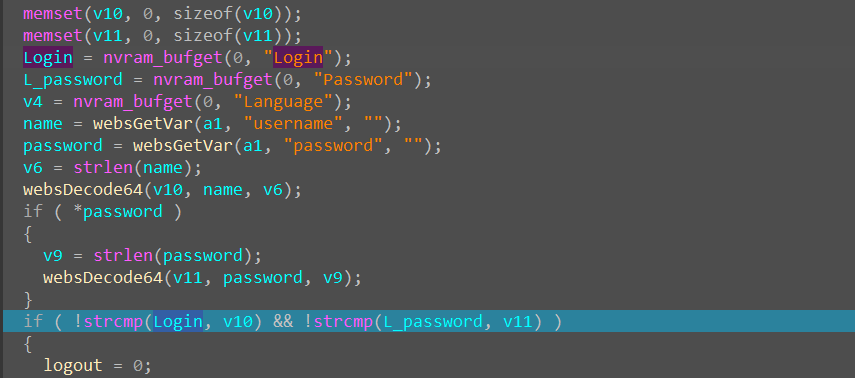 memset(v10, 0, sizeof(v10));
memset(v11, 0, sizeof(v11));
Login = nvram_bufget(0, "Login");
L_password = nvram_bufget(0, "Password");
v4 = nvram_bufget(0, "Language");
name = websGetVar(a1, "username", "");
password = websGetVar(a1, "password", "");
v6 = strlen(name);
websDecode64(v10, name, v6);
if ( *password )
{
v9 = strlen(password);
websDecode64(v11, password, v9);
}
if ( !strcmp(Login, v10) && !strcmp(L_password, v11) )
{
logout = 0;